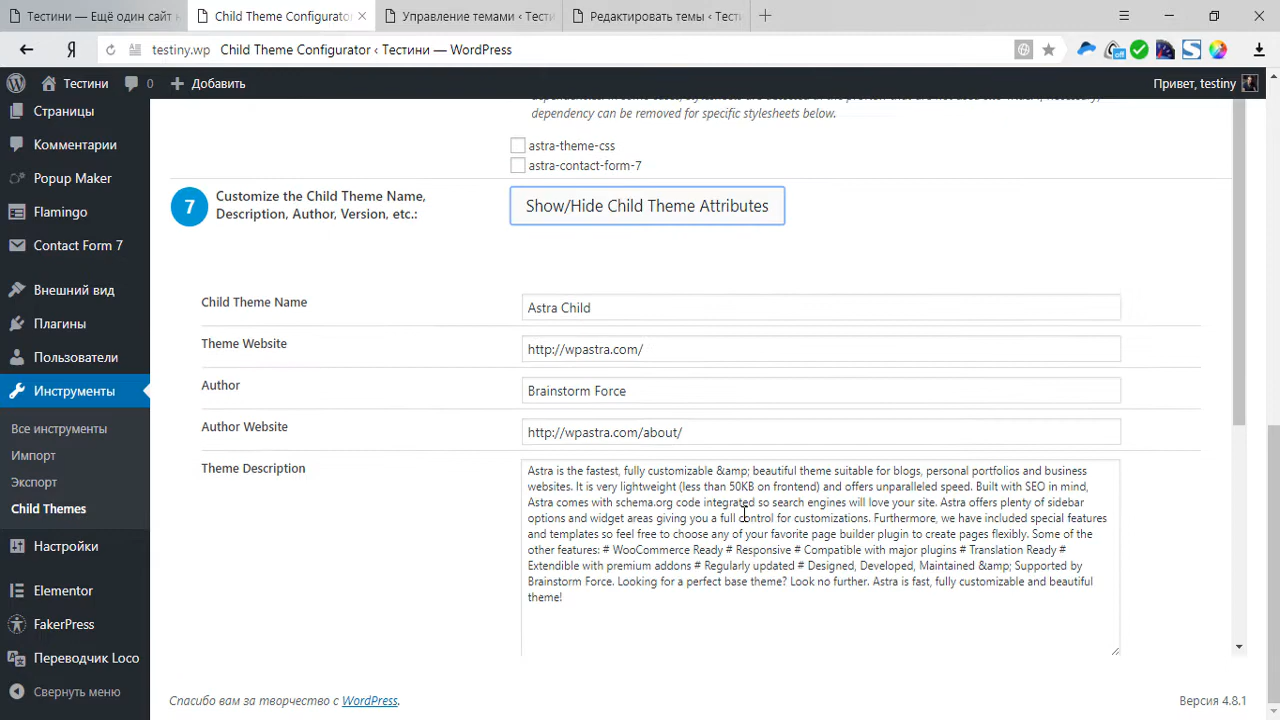 Тестини — Ещё один сайт
Child Theme Configurato
Управление темами ‹ Тести
Редактировать темы ‹ Тест
testiny.wp Child Theme Configurator ‹ Тестини — WordPress
off
Тестини 0 Добавить Привет, testiny
dependency can be removed for specific stylesheets below.
astra-theme-css
astra-contact-form-7
7 Customize the Child Theme Name,
Description, Author, Version, etc.:
Show/Hide Child Theme Attributes
Child Theme Name Astra Child
Theme Website http://wpastra.com/
Author Brainstorm Force
Author Website http://wpastra.com/about/
Theme Description
Astra is the fastest, fully customizable &amp; beautiful theme suitable for blogs, personal portfolios and business
websites. It is very lightweight (less than 50KB on frontend) and offers unparalleled speed. Built with SEO in mind,
Astra comes with schema.org code integrated so search engines will love your site. Astra offers plenty of sidebar
options and widget areas giving you a full control for customizations. Furthermore, we have included special features
and templates so feel free to choose any of your favorite page builder plugin to create pages flexibly. Some of the
other features: # WooCommerce Ready # Responsive # Compatible with major plugins # Translation Ready #
Extendible with premium addons # Regularly updated # Designed, Developed, Maintained &amp; Supported by
Brainstorm Force. Looking for a perfect base theme? Look no further. Astra is fast, fully customizable and beautiful
theme!
Страницы
Комментарии
Popup Maker
Flamingo
Contact Form 7
Внешний вид
Плагины
Пользователи
Инструменты
Все инструменты
Импорт
Экспорт
Child Themes
Настройки
Elementor
FakerPress
Переводчик Loco
Свернуть меню
Спасибо вам за творчество с WordPress.
Версия 4.8.1